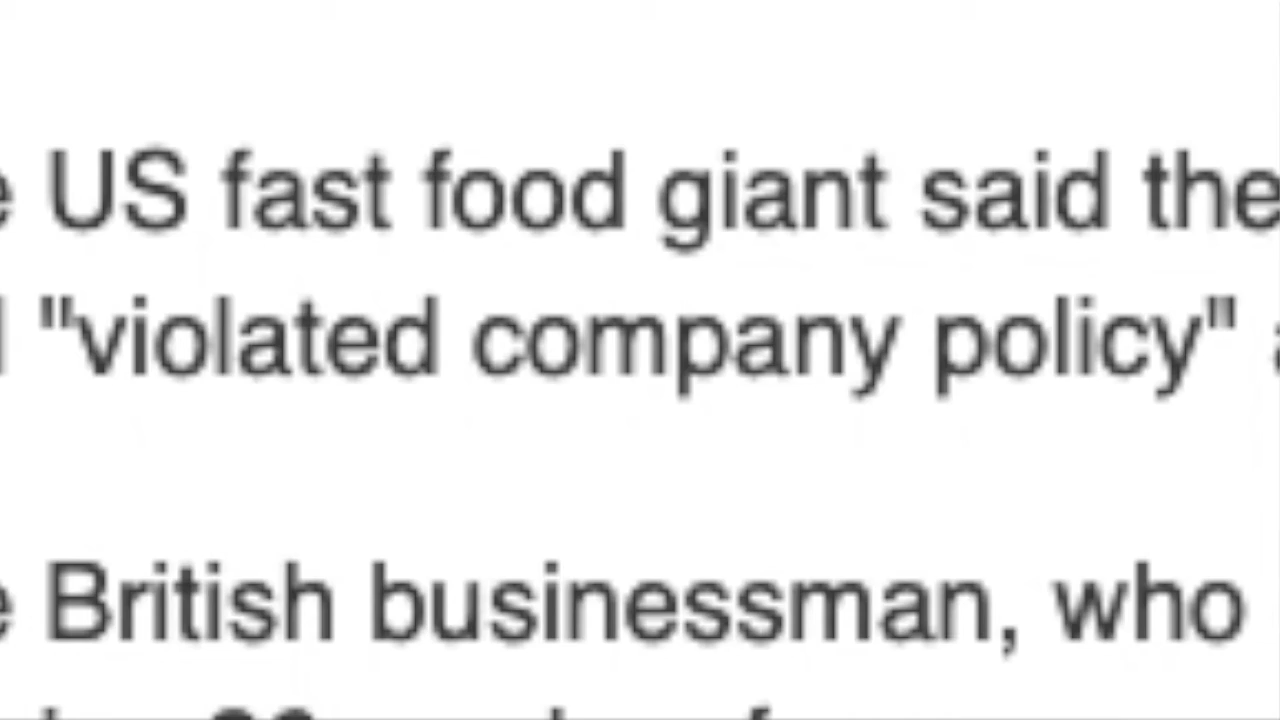 US fast food giant said the
"violated company policy"
British businessman, who